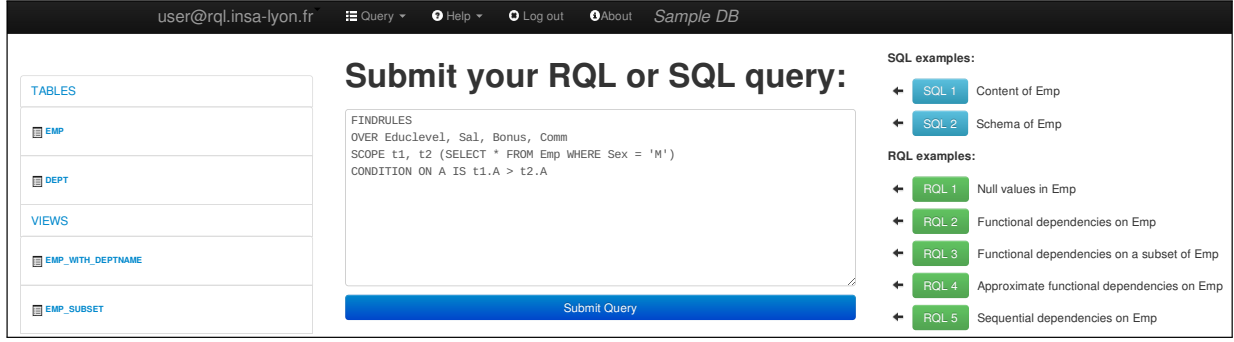 user@rql.insa-lyon.fr Query Help Log out About Sample DB
TABLES
EMP
DEPT
VIEWS
EMP_WITH_DEPTNAME
EMP_SUBSET
Submit your RQL or SQL query:
FINDRULES
OVER Educlevel, Sal, Bonus, Comm
SCOPE t1, t2 (SELECT * FROM Emp WHERE Sex = 'M')
CONDITION ON A IS t1.A > t2.A
Submit Query
SQL examples:
SQL 1 Content of Emp
SQL 2 Schema of Emp
RQL examples:
RQL 1 Null values in Emp
RQL 2 Functional dependencies on Emp
RQL 3 Functional dependencies on a subset of Emp
RQL 4 Approximate functional dependencies on Emp
RQL 5 Sequential dependencies on Emp